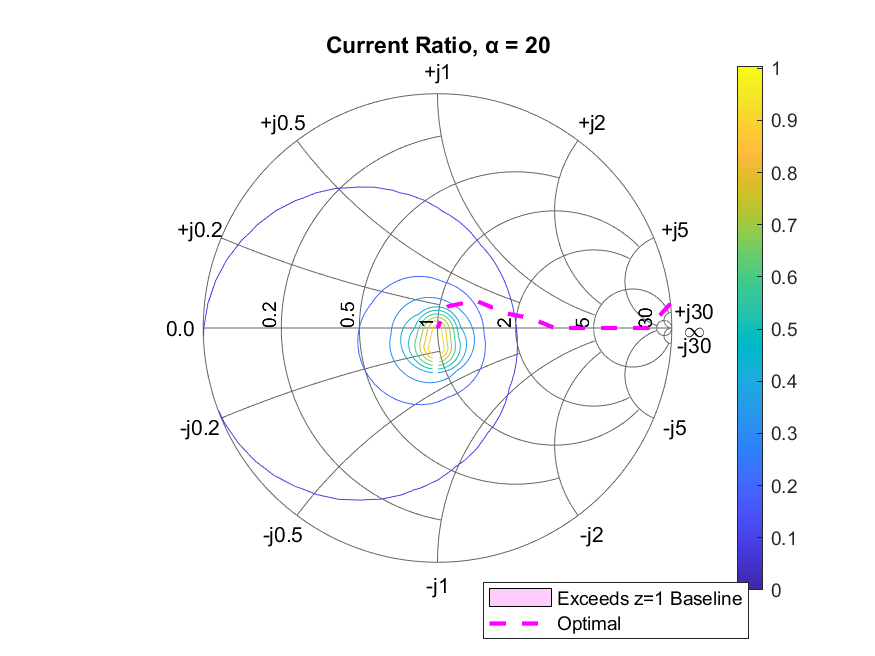 Current Ratio, α = 20
+j1
+j0.5
+j2
+j0.2
+j5
0.0
0.2
0.5
1
2
5
30
+j30
∞
-j30
-j0.2
-j5
-j0.5
-j2
-j1
1
0.9
0.8
0.7
0.6
0.5
0.4
0.3
0.2
0.1
0
Exceeds z=1 Baseline
Optimal